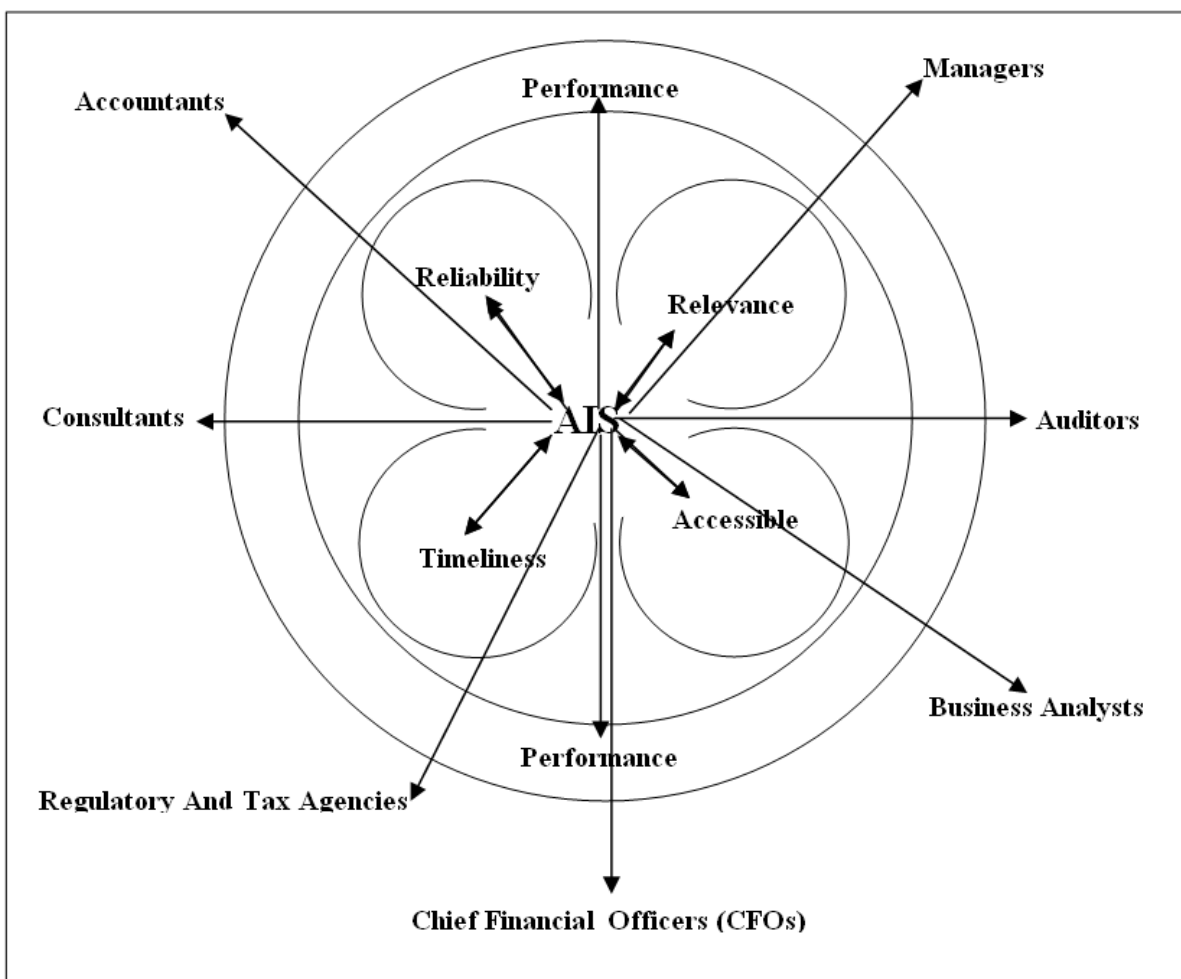 Managers
Accountants
Performance
Reliability
Relevance
Consultants
AIS
Auditors
Accessible
Timeliness
Business Analysts
Performance
Regulatory And Tax Agencies
Chief Financial Officers (CFOs)